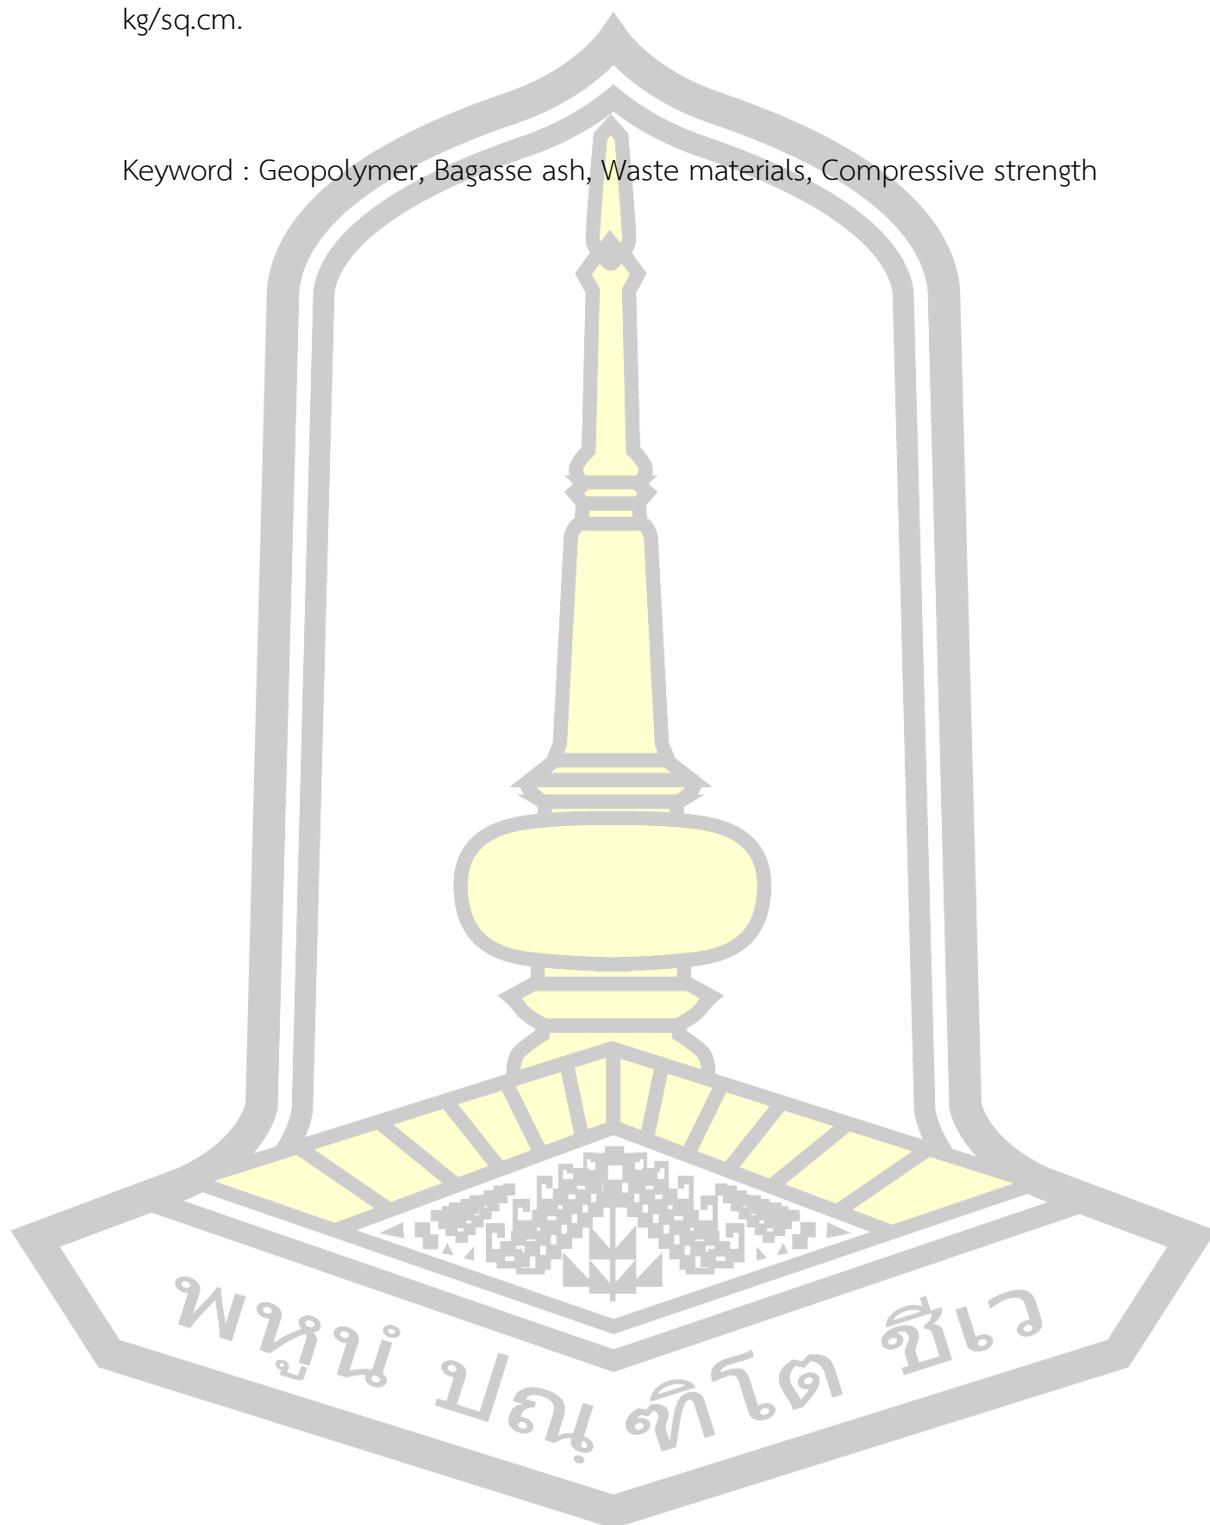 kg/sq.cm.
Keyword : Geopolymer, Bagasse ash, Waste materials, Compressive strength
พหูนํ ปณฺฑิโต ชีเว